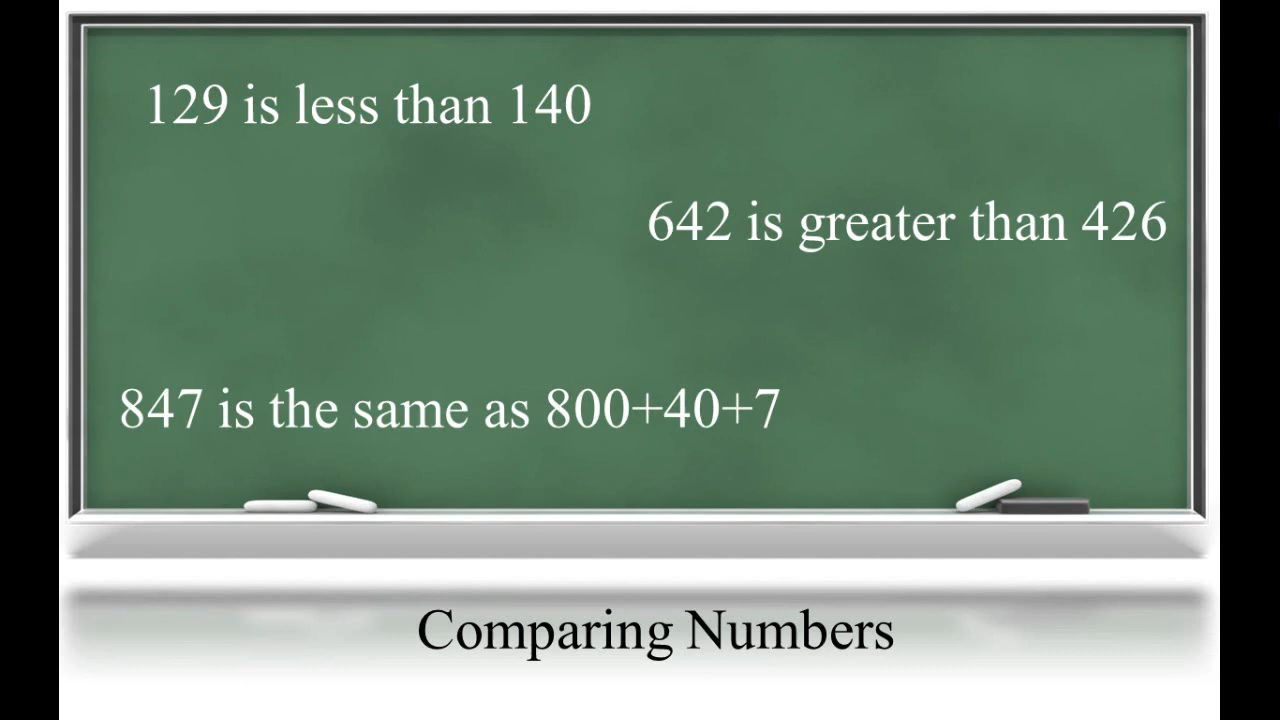 129 is less than 140
642 is greater than 426
847 is the same as 800+40+7
Comparing Numbers